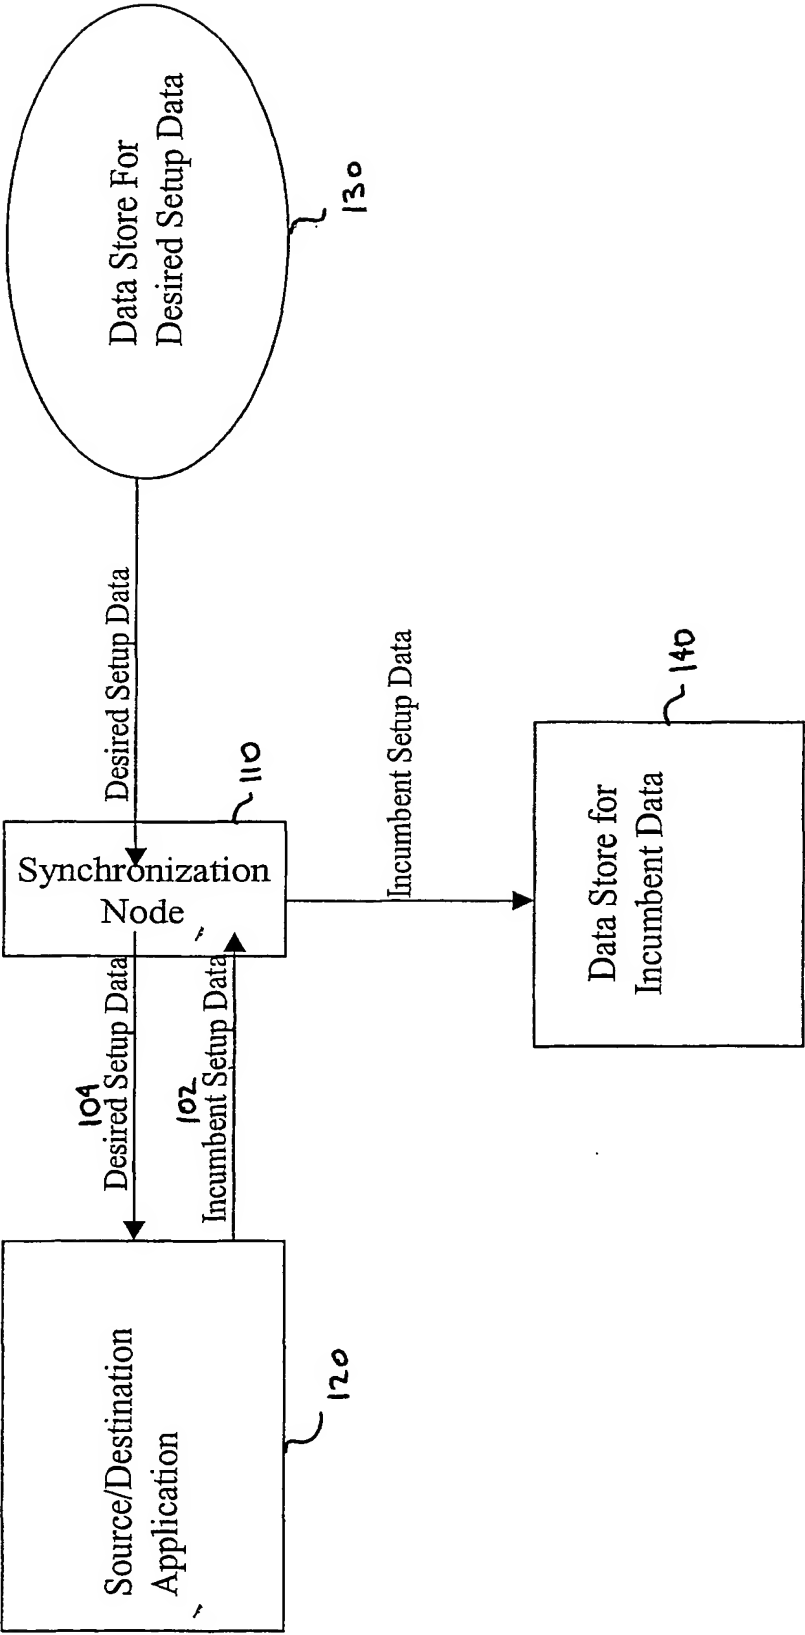 Source/Destination
Application
120
104
Desired Setup Data
102
Incumbent Setup Data
Synchronization
Node
110
Desired Setup Data
Data Store For
Desired Setup Data
130
Incumbent Setup Data
Data Store for
Incumbent Data
140